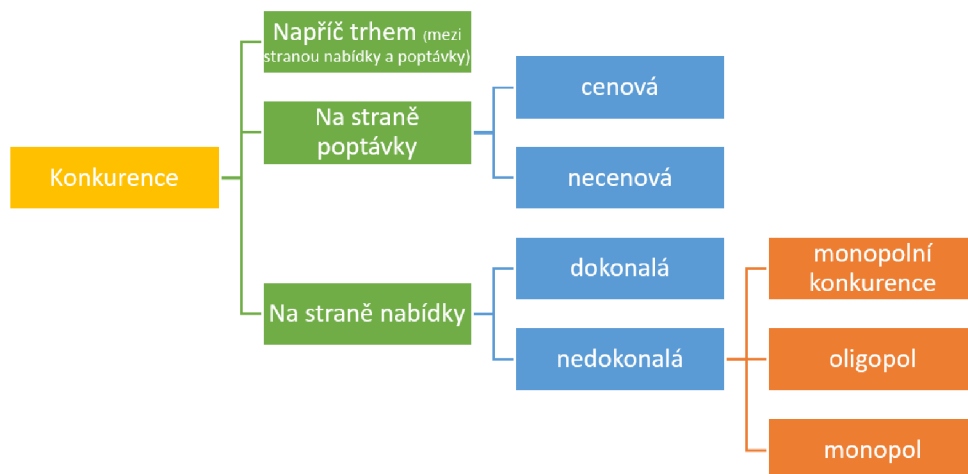 Konkurence
Napříč trhem (mezi
stranou nabídky a poptávky)
Na straně
poptávky
cenová
necenová
Na straně nabídky
dokonalá
nedokonalá
monopolní
konkurence
oligopol
monopol